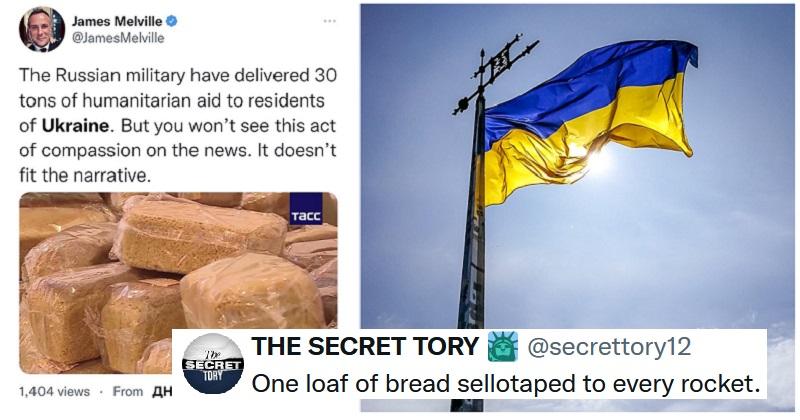 James Melville
@JamesMelville
The Russian military have delivered 30
tons of humanitarian aid to residents
of Ukraine. But you won't see this act
of compassion on the news. It doesn't
fit the narrative.
ТАСС
1,404 views · From ДН
The
SECRET
TORY
THE SECRET TORY @secrettory12
One loaf of bread sellotaped to every rocket.